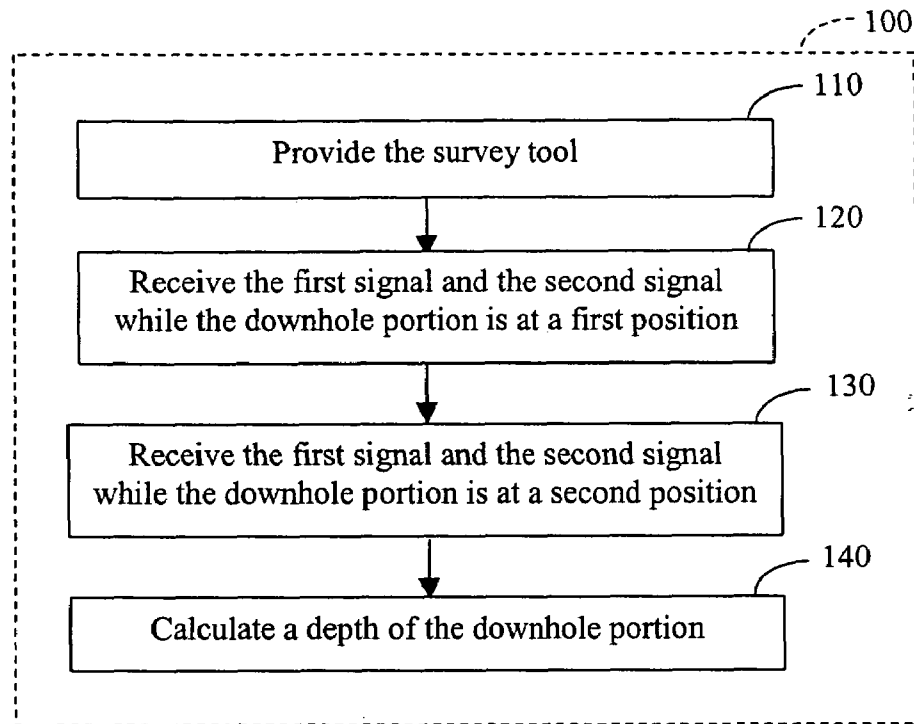 100
110
Provide the survey tool
120
Receive the first signal and the second signal
while the downhole portion is at a first position
130
Receive the first signal and the second signal
while the downhole portion is at a second position
140
Calculate a depth of the downhole portion